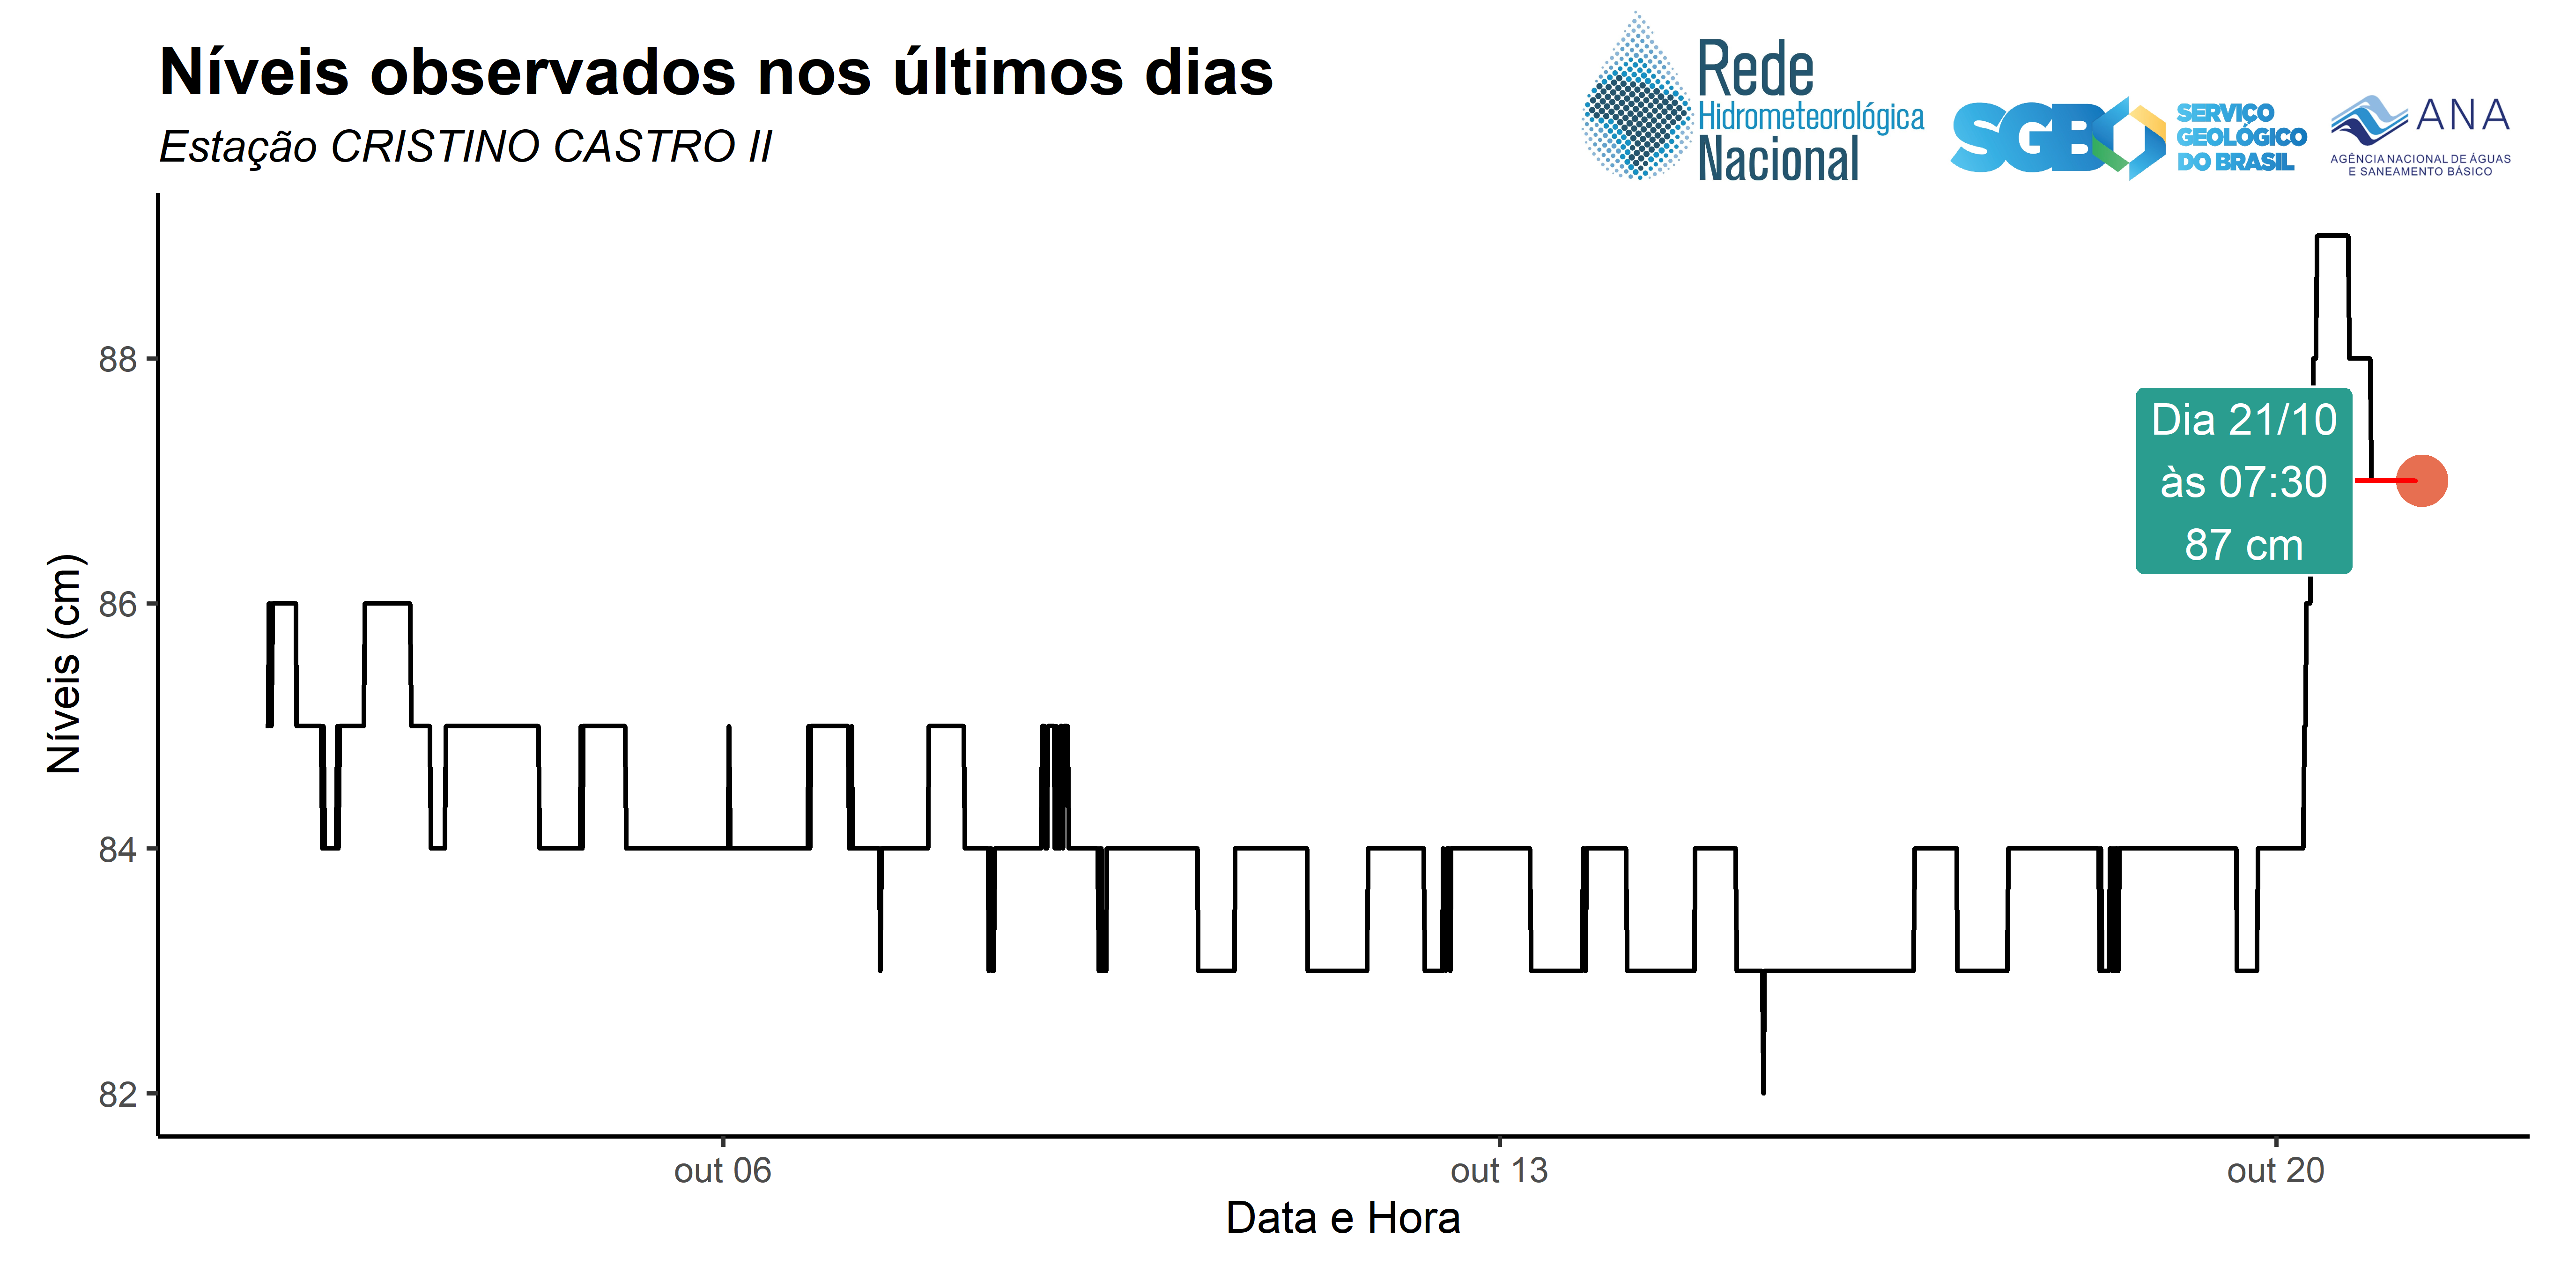 Níveis observados nos últimos dias
Estação CRISTINO CASTRO II
Rede
Hidrometeorológica
Nacional
SGB
SERVIÇO
GEOLÓGICO
DO BRASIL
ANA
AGÊNCIA NACIONAL DE ÁGUAS
E SANEAMENTO BÁSICO
88
86
84
82
Níveis (cm)
Dia 21/10
às 07:30
87 cm
out 06
out 13
out 20
Data e Hora